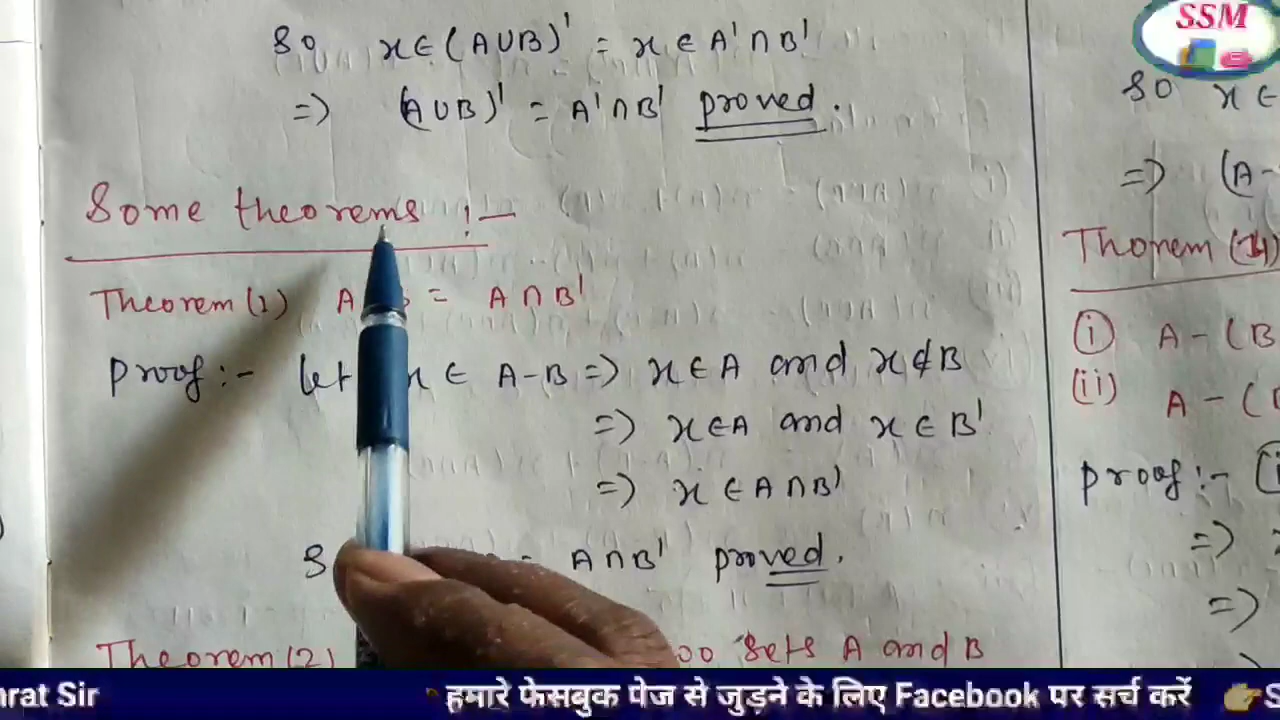 So x∈(A∪B)' = x∈A'∩B'
=> (A∪B)' = A'∩B' proved.
Some theorems :-
Theorem (1) A B = A∩B'
Proof :- Let x ∈ A-B => x∈A and x∉B
=> x∈A and x∈B'
=> x∈A∩B'
S = A∩B' proved.
Theorem (2) sets A and B
SSM
So x∈
=> (A-
Thorem (14)
(i) A-(B
(ii) A-(
proof :- (i
=>
=>
rat Sir हमारे फेसबुक पेज से जुड़ने के लिए Facebook पर सर्च करें 👉 S